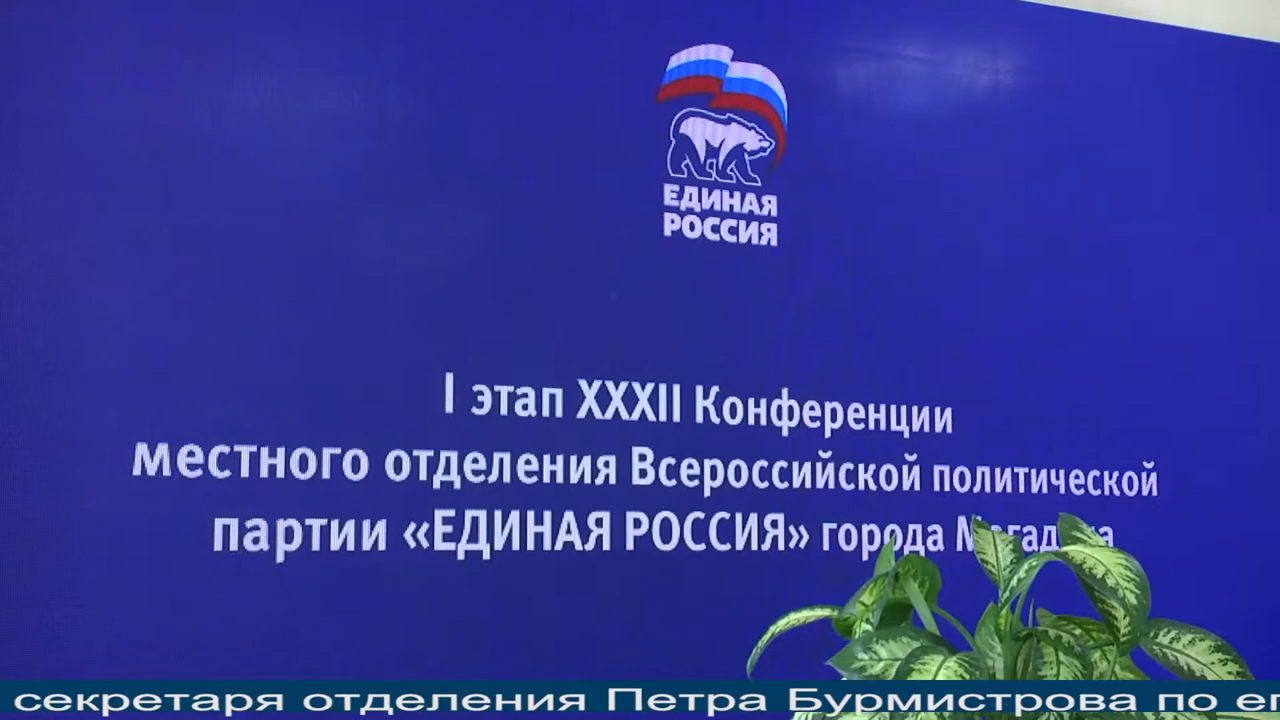 ЕДИНАЯ
РОССИЯ
I этап XXXII Конференции
местного отделения Всероссийской политической
партии «ЕДИНАЯ РОССИЯ» города
секретаря отделения Петра Бурмистрова по